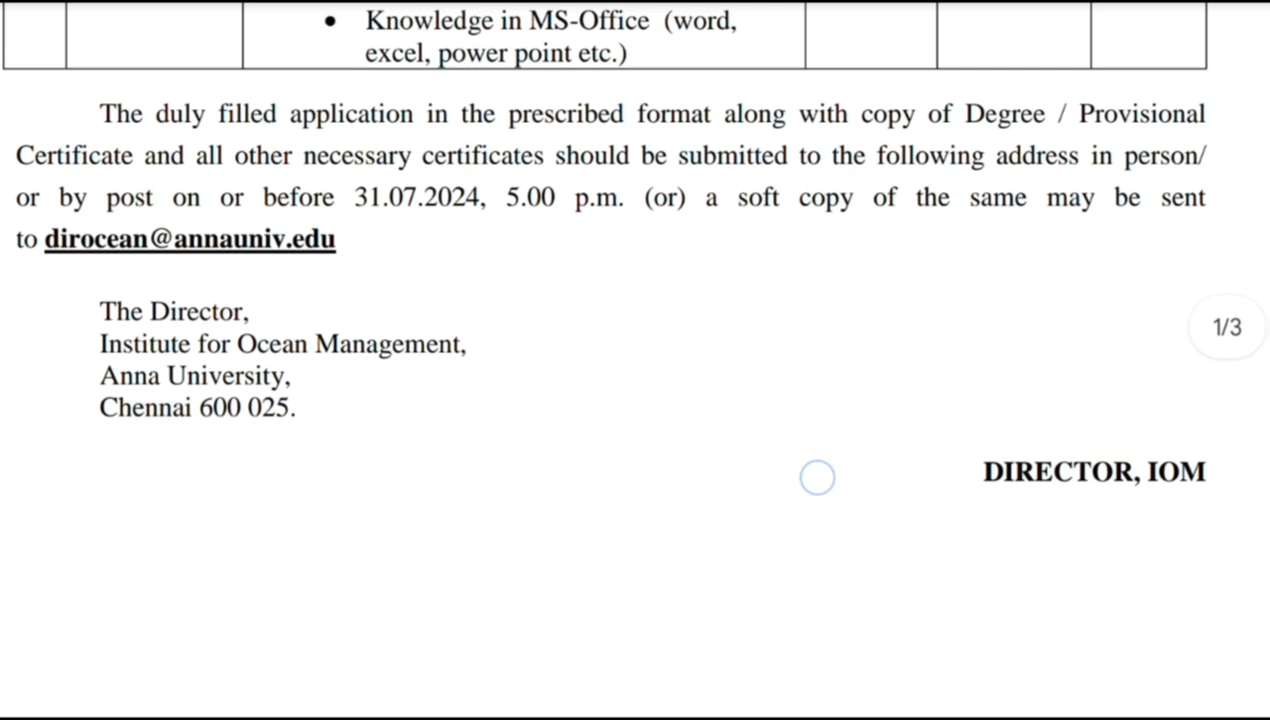 • Knowledge in MS-Office (word,
excel, power point etc.)
The duly filled application in the prescribed format along with copy of Degree / Provisional
Certificate and all other necessary certificates should be submitted to the following address in person/
or by post on or before 31.07.2024, 5.00 p.m. (or) a soft copy of the same may be sent
to dirocean@annauniv.edu
The Director,
Institute for Ocean Management,
Anna University,
Chennai 600 025.
1/3
DIRECTOR, IOM